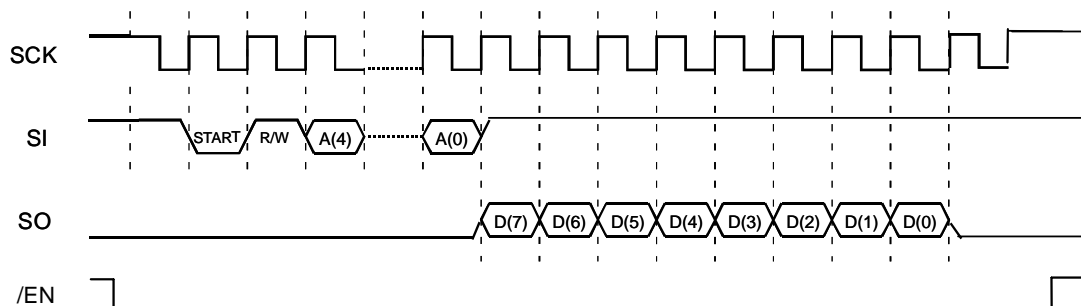 SCK
SI START R/W A(4) A(0)
SO D(7) D(6) D(5) D(4) D(3) D(2) D(1) D(0)
/EN